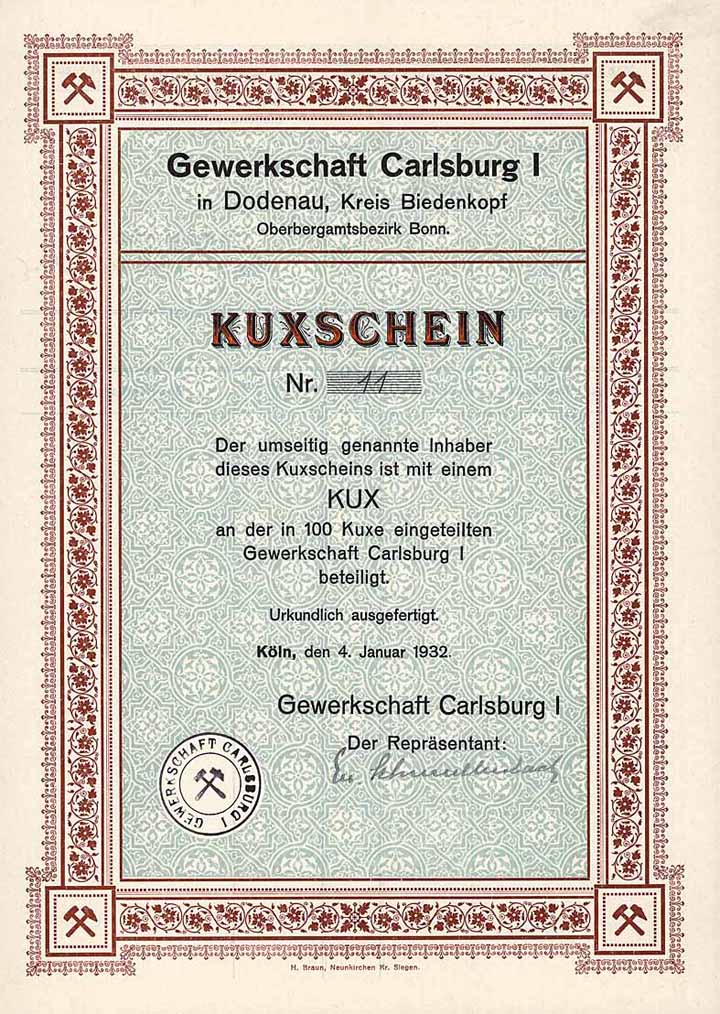 Gewerkschaft Carlsburg I
in Dodenau, Kreis Biedenkopf
Oberbergamtsbezirk Bonn.
KUXSCHEIN
Nr. 11
Der umseitig genannte Inhaber
dieses Kuxscheins ist mit einem
KUX
an der in 100 Kuxe eingeteilten
Gewerkschaft Carlsburg I
beteiligt.
Urkundlich ausgefertigt.
Köln, den 4. Januar 1932.
Gewerkschaft Carlsburg I
Der Repräsentant:
GEWERKSCHAFT CARLSBURG I
H. Braun, Neunkirchen Kr. Siegen.